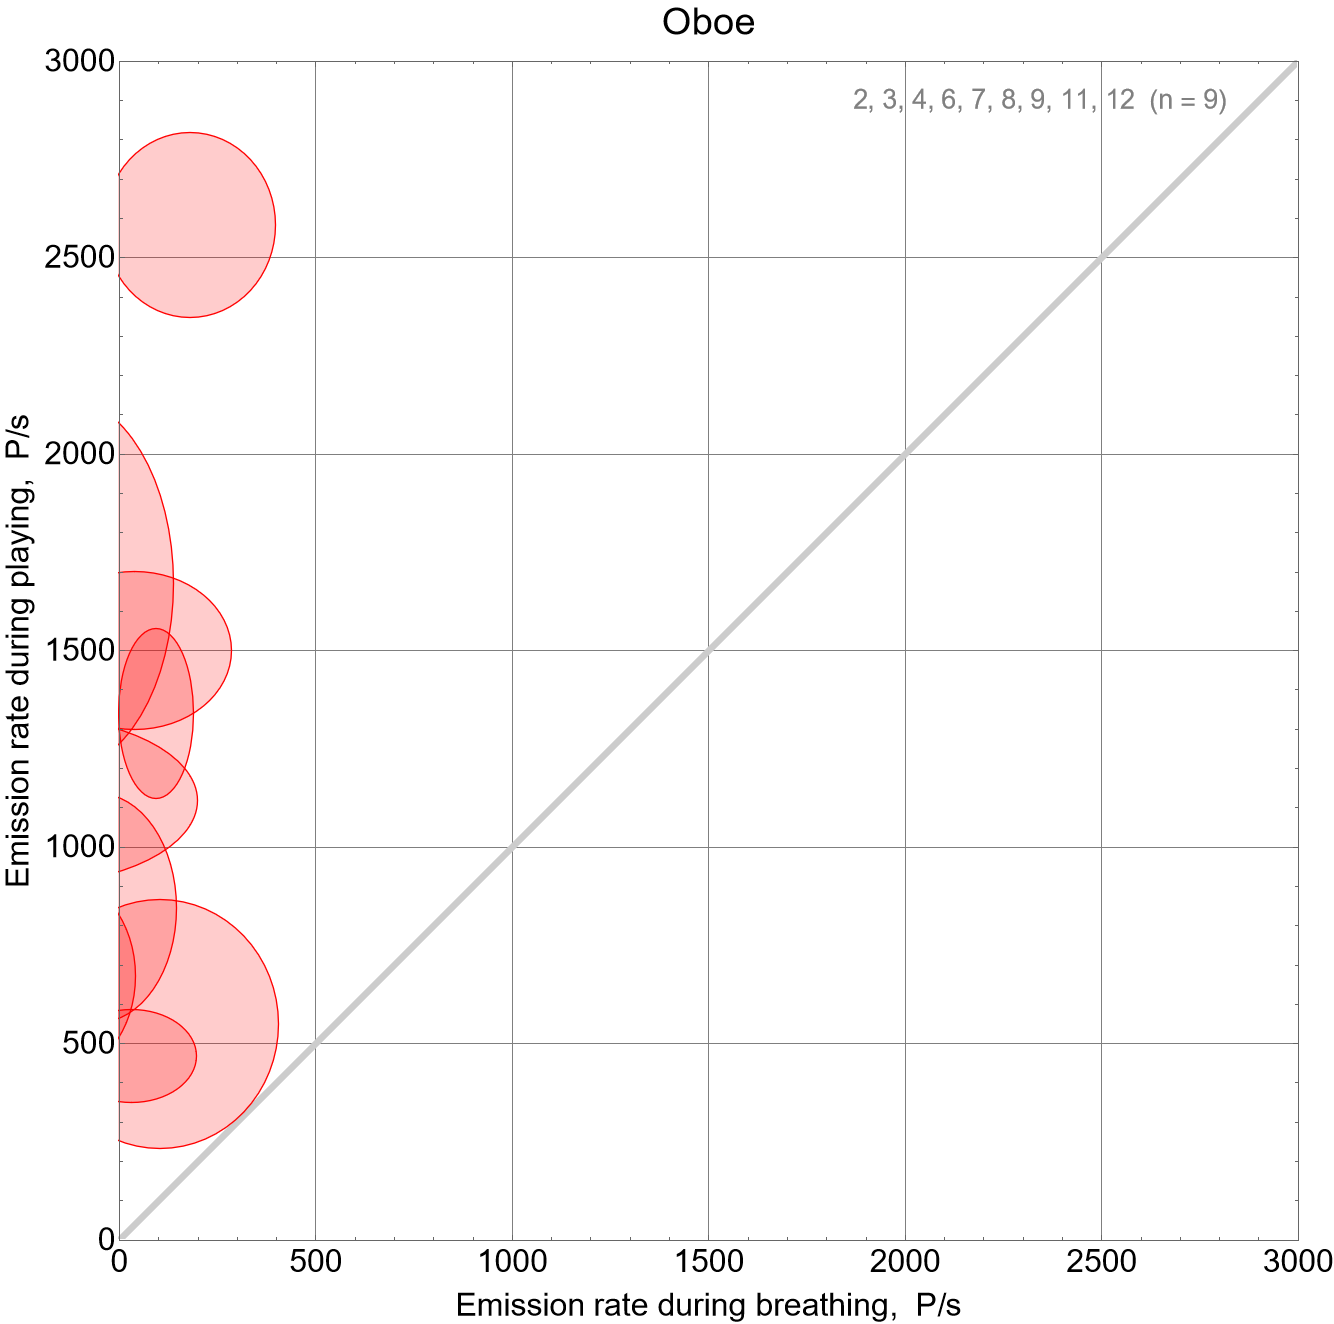 Oboe
3000
2, 3, 4, 6, 7, 8, 9, 11, 12 (n = 9)
2500
2000
1500
1000
500
0
Emission rate during playing, P/s
0 500 1000 1500 2000 2500 3000
Emission rate during breathing, P/s